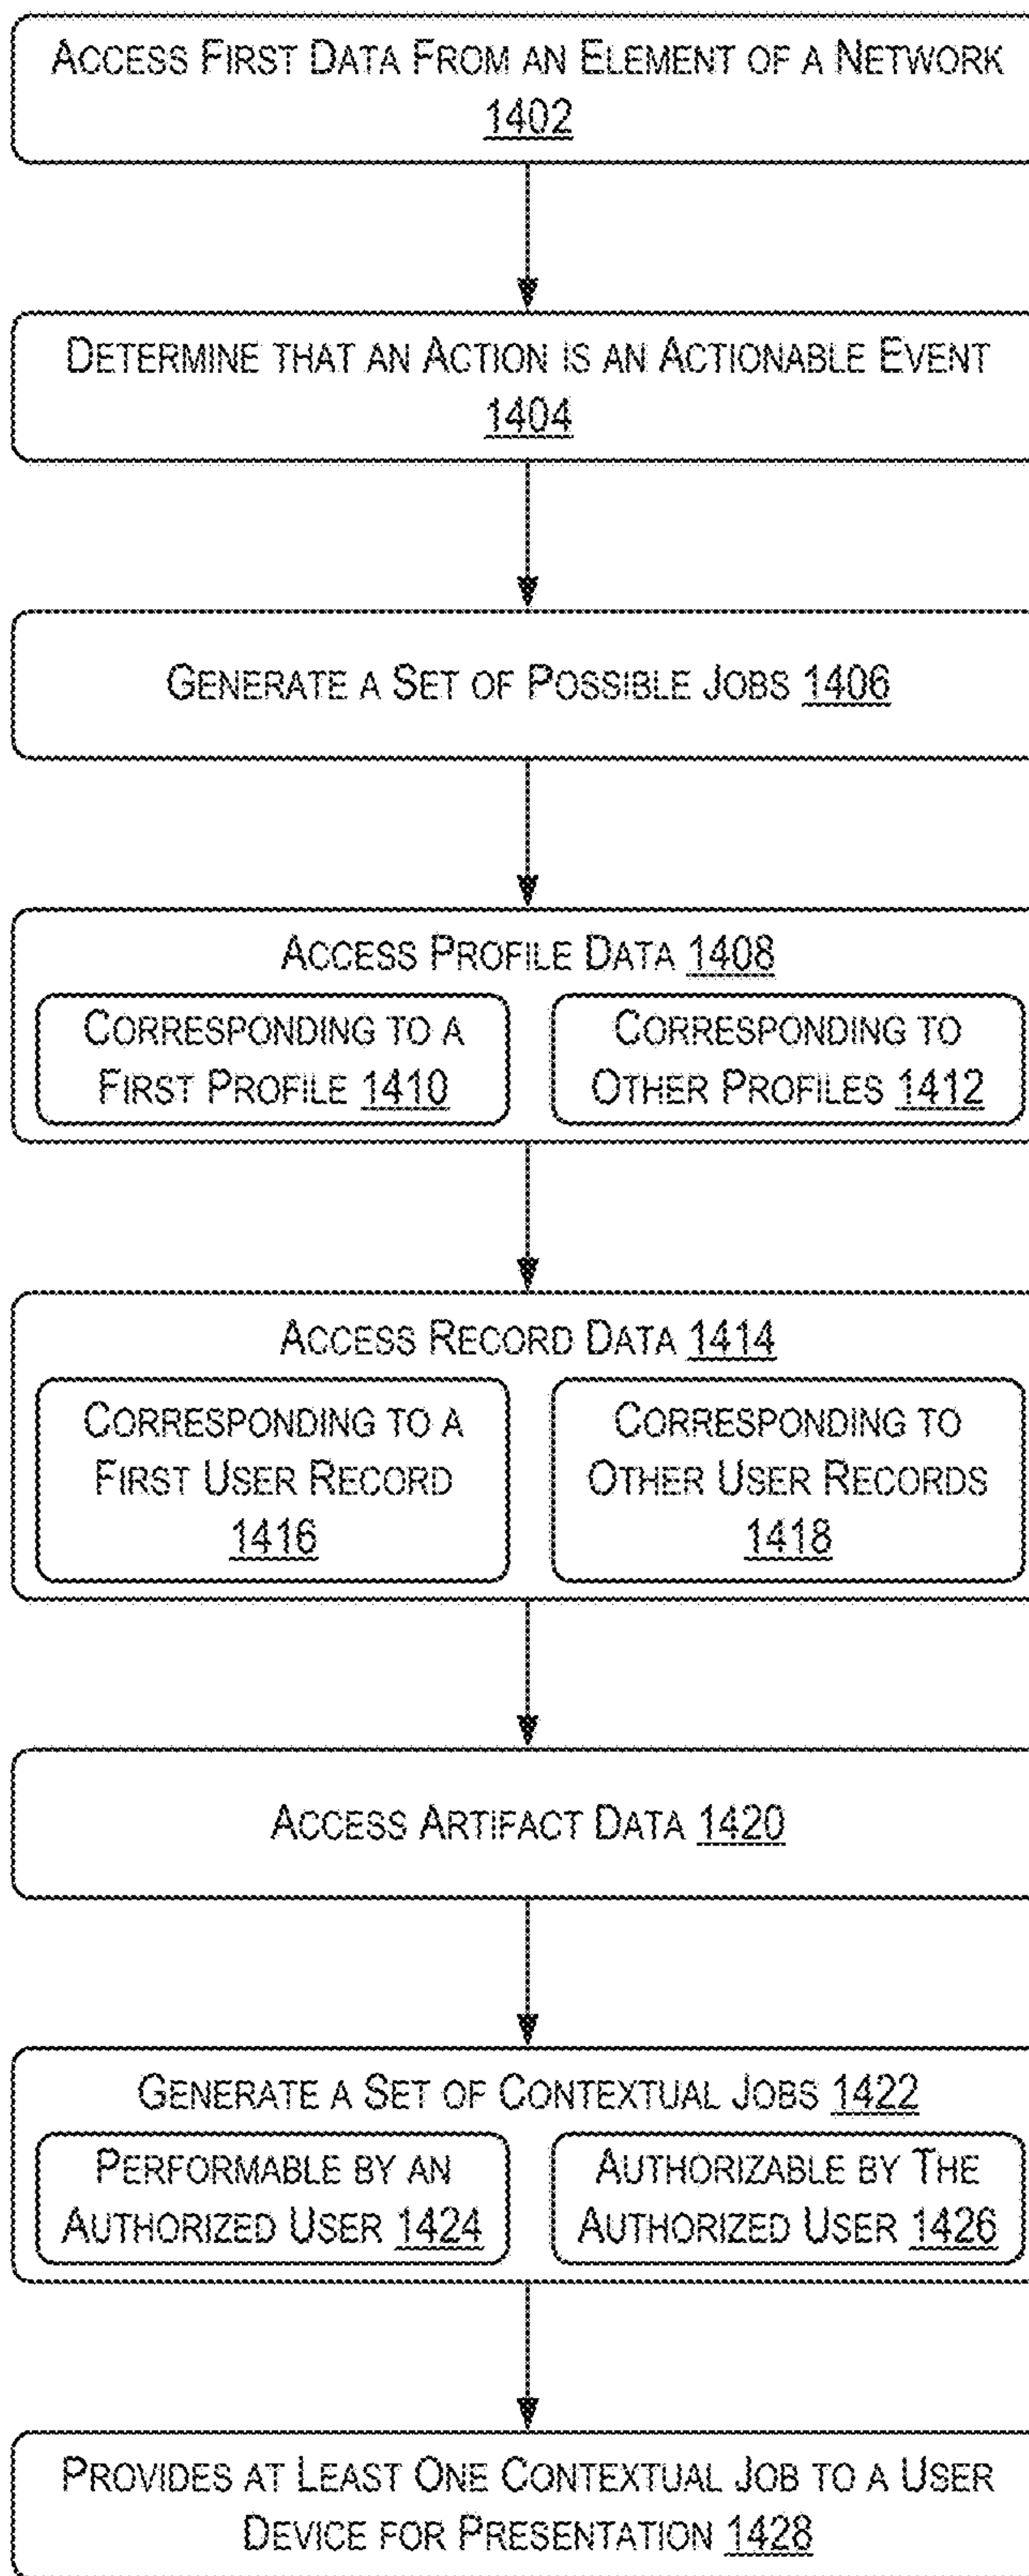 ACCESS FIRST DATA FROM AN ELEMENT OF A NETWORK
1402
DETERMINE THAT AN ACTION IS AN ACTIONABLE EVENT
1404
GENERATE A SET OF POSSIBLE JOBS 1406
ACCESS PROFILE DATA 1408
CORRESPONDING TO A
FIRST PROFILE 1410
CORRESPONDING TO
OTHER PROFILES 1412
ACCESS RECORD DATA 1414
CORRESPONDING TO A
FIRST USER RECORD
1416
CORRESPONDING TO
OTHER USER RECORDS
1418
ACCESS ARTIFACT DATA 1420
GENERATE A SET OF CONTEXTUAL JOBS 1422
PERFORMABLE BY AN
AUTHORIZED USER 1424
AUTHORIZABLE BY THE
AUTHORIZED USER 1426
PROVIDES AT LEAST ONE CONTEXTUAL JOB TO A USER
DEVICE FOR PRESENTATION 1428